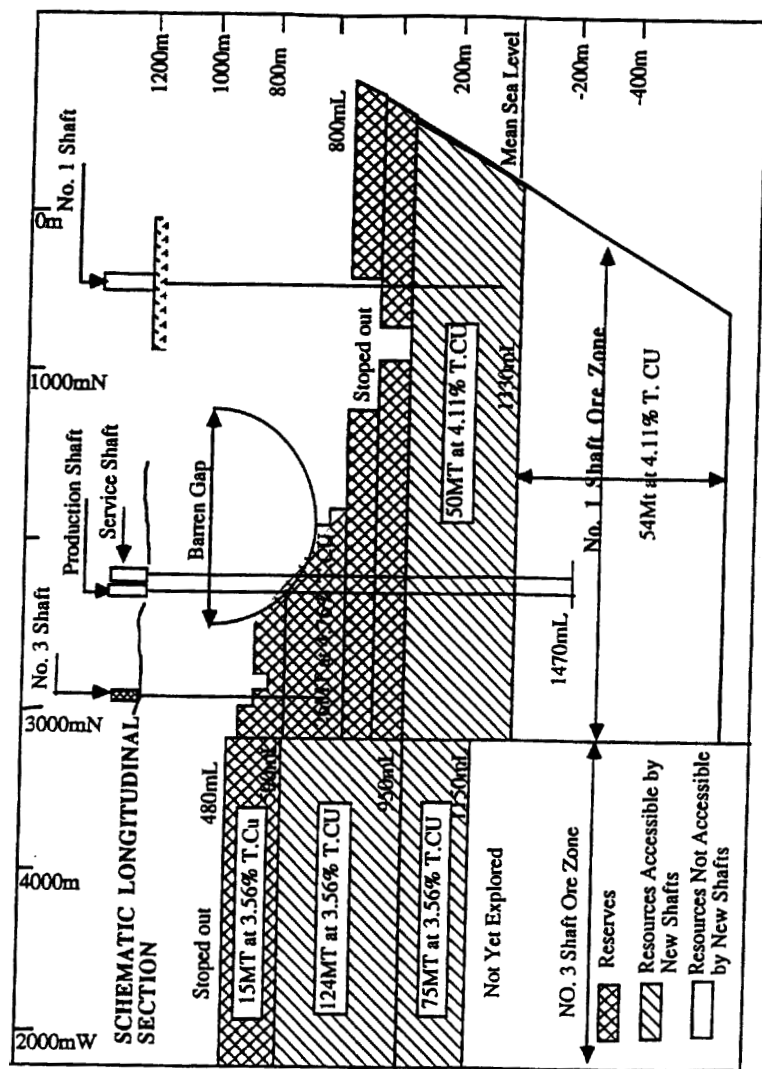 SCHEMATIC LONGITUDINAL
SECTION
2000mW
4000m
3000mN
1000mN
0m
No. 3 Shaft
Production Shaft
Service Shaft
No. 1 Shaft
1200m
1000m
800m
200m
Mean Sea Level
-200m
-400m
Barren Gap
Stoped out
480mL
Stoped out
800mL
15MT at 3.56% T.Cu
950mL
124MT at 3.56% T.CU
1250mL
75MT at 3.56% T.CU
50MT at 4.11% T.CU
1330mL
1470mL
No. 1 Shaft Ore Zone
54Mt at 4.11% T. CU
Not Yet Explored
NO. 3 Shaft Ore Zone
Reserves
Resources Accessible by
New Shafts
Resources Not Accessible
by New Shafts